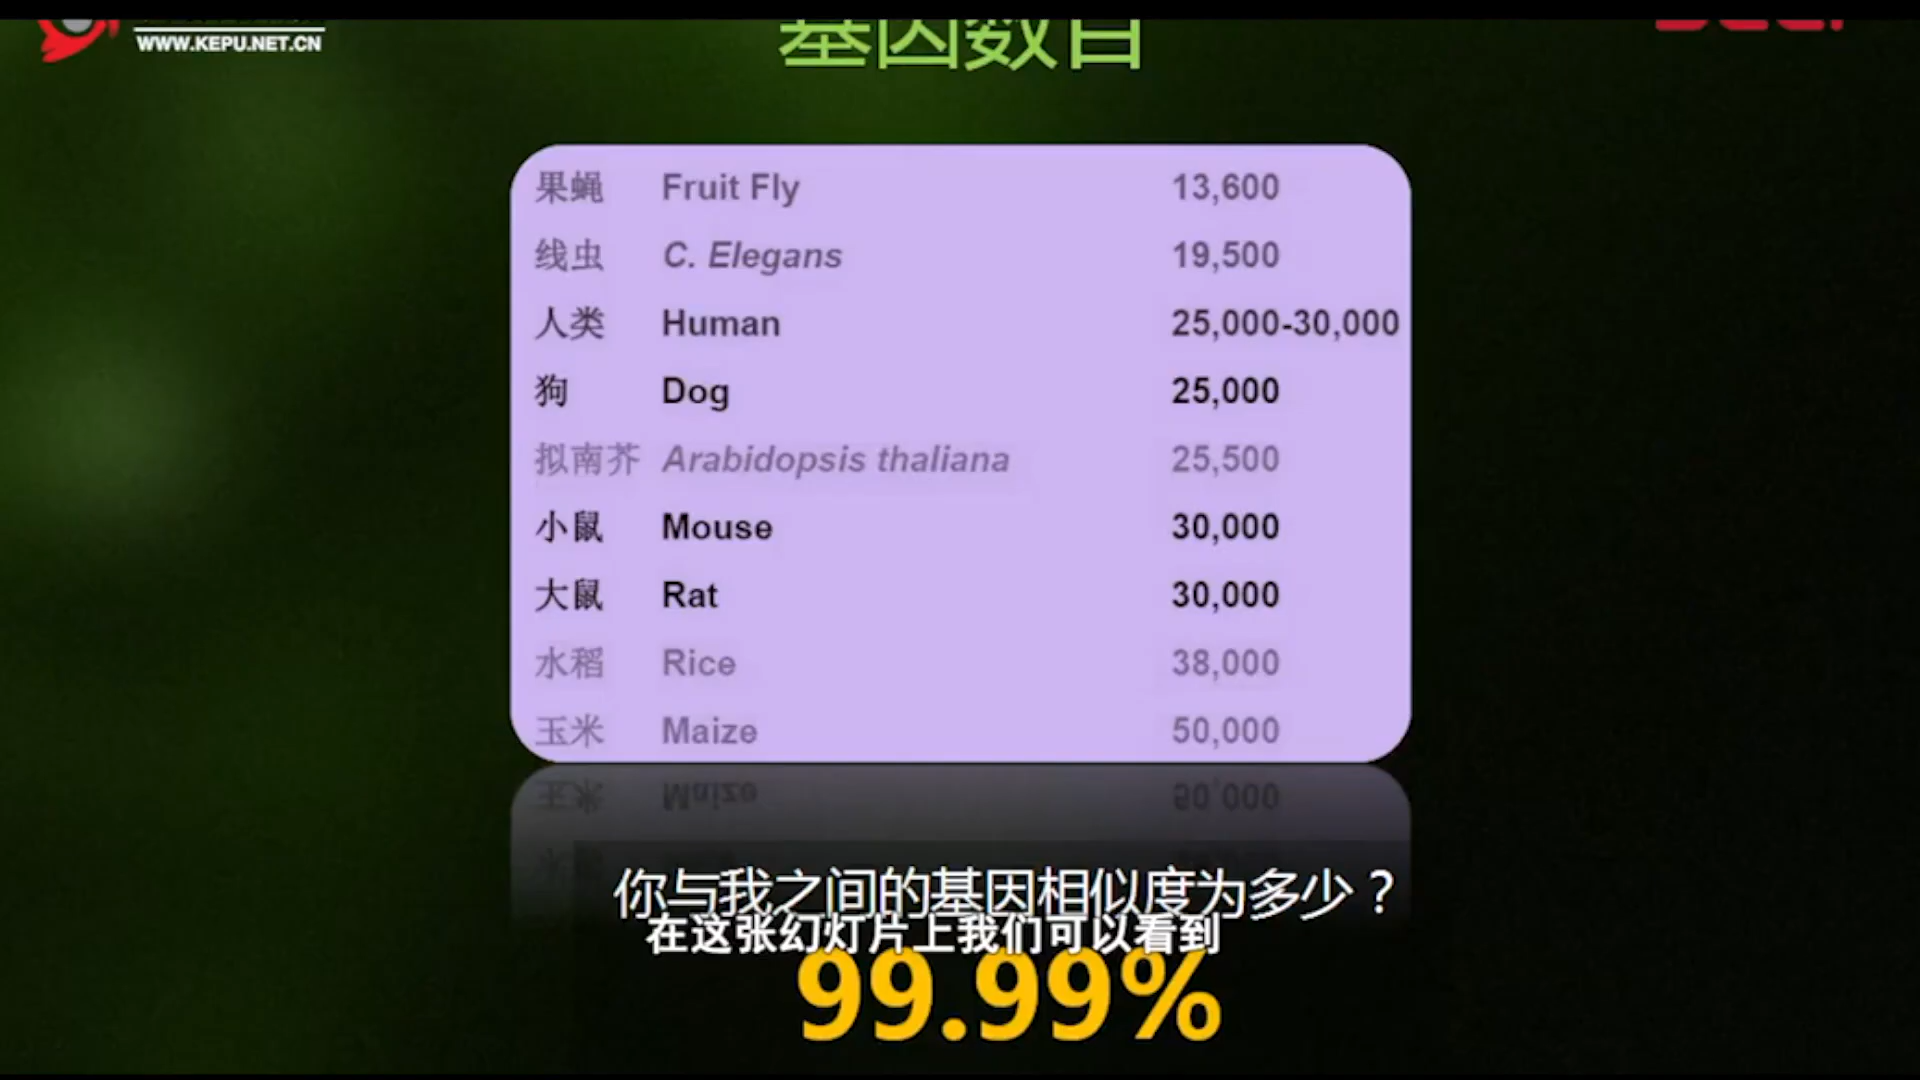 WWW.KEPU.NET.CN
基因数目
果蝇 Fruit Fly 13,600
线虫 C. Elegans 19,500
人类 Human 25,000-30,000
狗 Dog 25,000
拟南芥 Arabidopsis thaliana 25,500
小鼠 Mouse 30,000
大鼠 Rat 30,000
水稻 Rice 38,000
玉米 Maize 50,000
你与我之间的基因相似度为多少？
在这张幻灯片上我们可以看到
99.99%